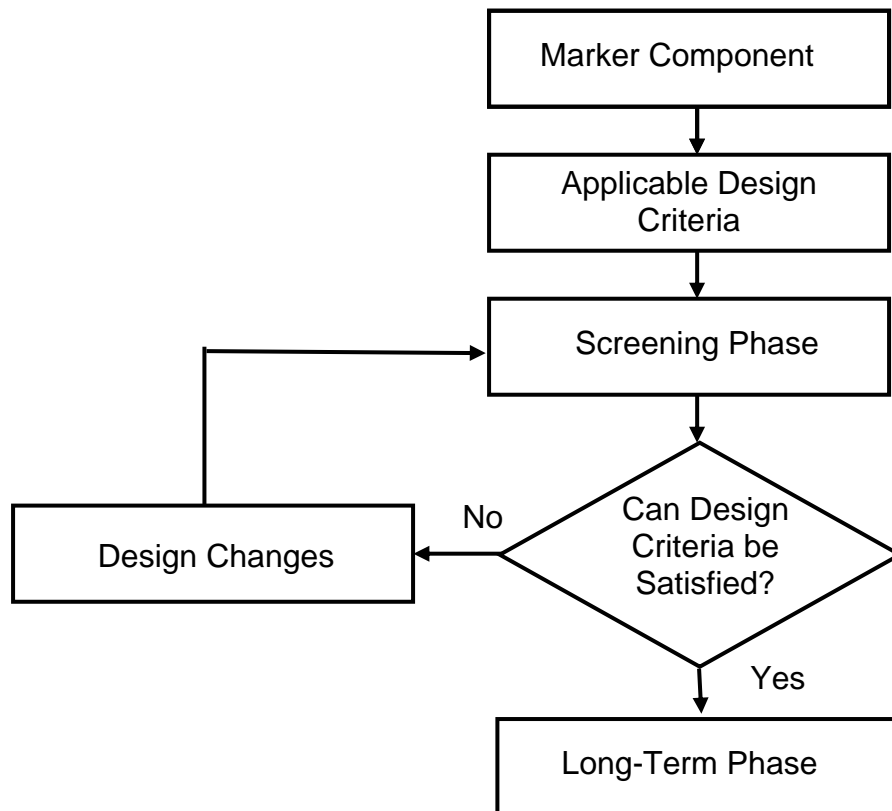 Marker Component
Applicable Design
Criteria
Screening Phase
Can Design
Criteria be
Satisfied?
No
Design Changes
Yes
Long-Term Phase